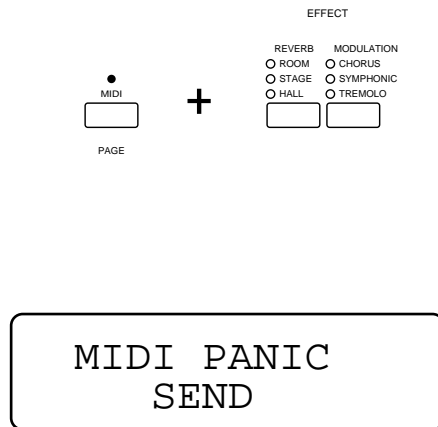 EFFECT
REVERB MODULATION
ROOM CHORUS
STAGE SYMPHONIC
HALL TREMOLO
MIDI
+
PAGE
MIDI PANIC
SEND